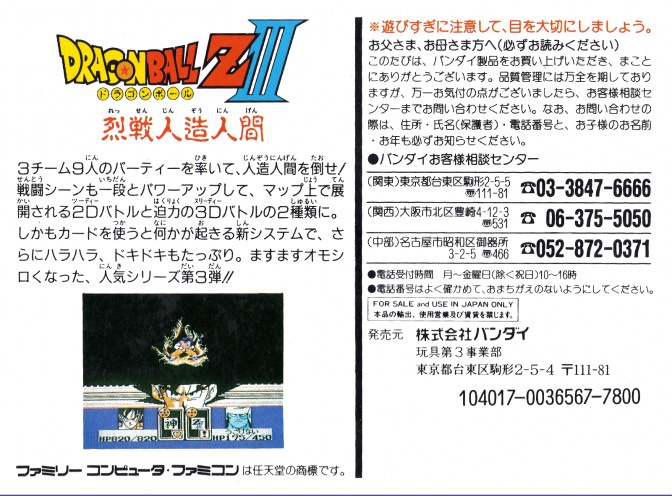 DRAGONBALL Z III
ドラゴンボール
れっせんじんぞうにんげん
烈戦人造人間
3チーム9人のパーティーを率いて、人造人間を倒せ!
戦闘シーンも一段とパワーアップして、マップ上で展
開される2Dバトルと迫力の3Dバトルの2種類に。
しかもカードを使うと何かが起きる新システムで、さ
らにハラハラ、ドキドキもたっぷり。ますますオモシ
ロくなった、人気シリーズ第3弾!!
HP820/820
HP175/450
ファミリー コンピュータ・ファミコンは任天堂の商標です。
※遊びすぎに注意して、目を大切にしましょう。
お父さま、お母さま方へ(必ずお読みください)
このたびは、バンダイ製品をお買い上げいただき、まこと
にありがとうございます。品質管理には万全を期しており
ますが、万一お気付の点がございましたら、お客様相談セ
ンターまでお問い合わせください。なお、お問い合わせの
際は、住所・氏名(保護者)・電話番号と、お子様のお名前
・お年も必ずお知らせください。
●バンダイお客様相談センター
(関東)東京都台東区駒形2-5-5 〒111-81 ☎03-3847-6666
(関西)大阪市北区豊崎4-12-3 〒531 ☎06-375-5050
(中部)名古屋市昭和区御器所3-2-5 〒466 ☎052-872-0371
●電話受付時間 月〜金曜日(除く祝日)10〜16時
●電話番号はよく確かめて、おまちがえのないようにしてください。
FOR SALE and USE IN JAPAN ONLY
本品の輸出、使用営業及び賃貸を禁じます。
発売元 株式会社バンダイ
玩具第3事業部
東京都台東区駒形2-5-4 〒111-81
104017-0036567-7800